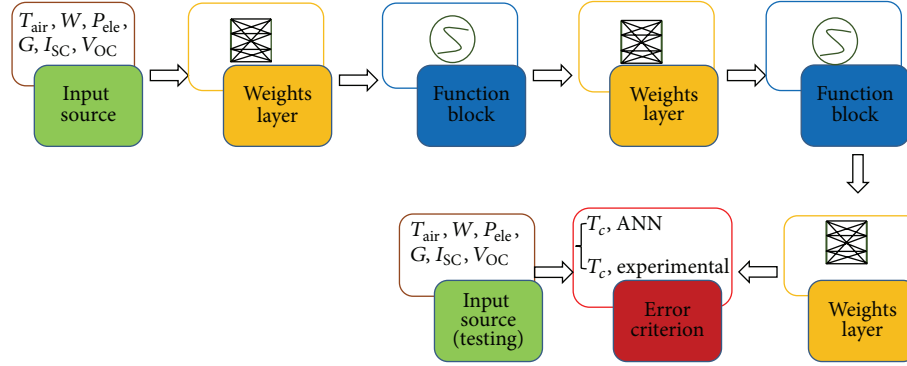 T_air, W, P_ele,
G, I_SC, V_OC
Input
source
Weights
layer
Function
block
Weights
layer
Function
block
T_air, W, P_ele,
G, I_SC, V_OC
Input
source
(testing)
T_c, ANN
T_c, experimental
Error
criterion
Weights
layer